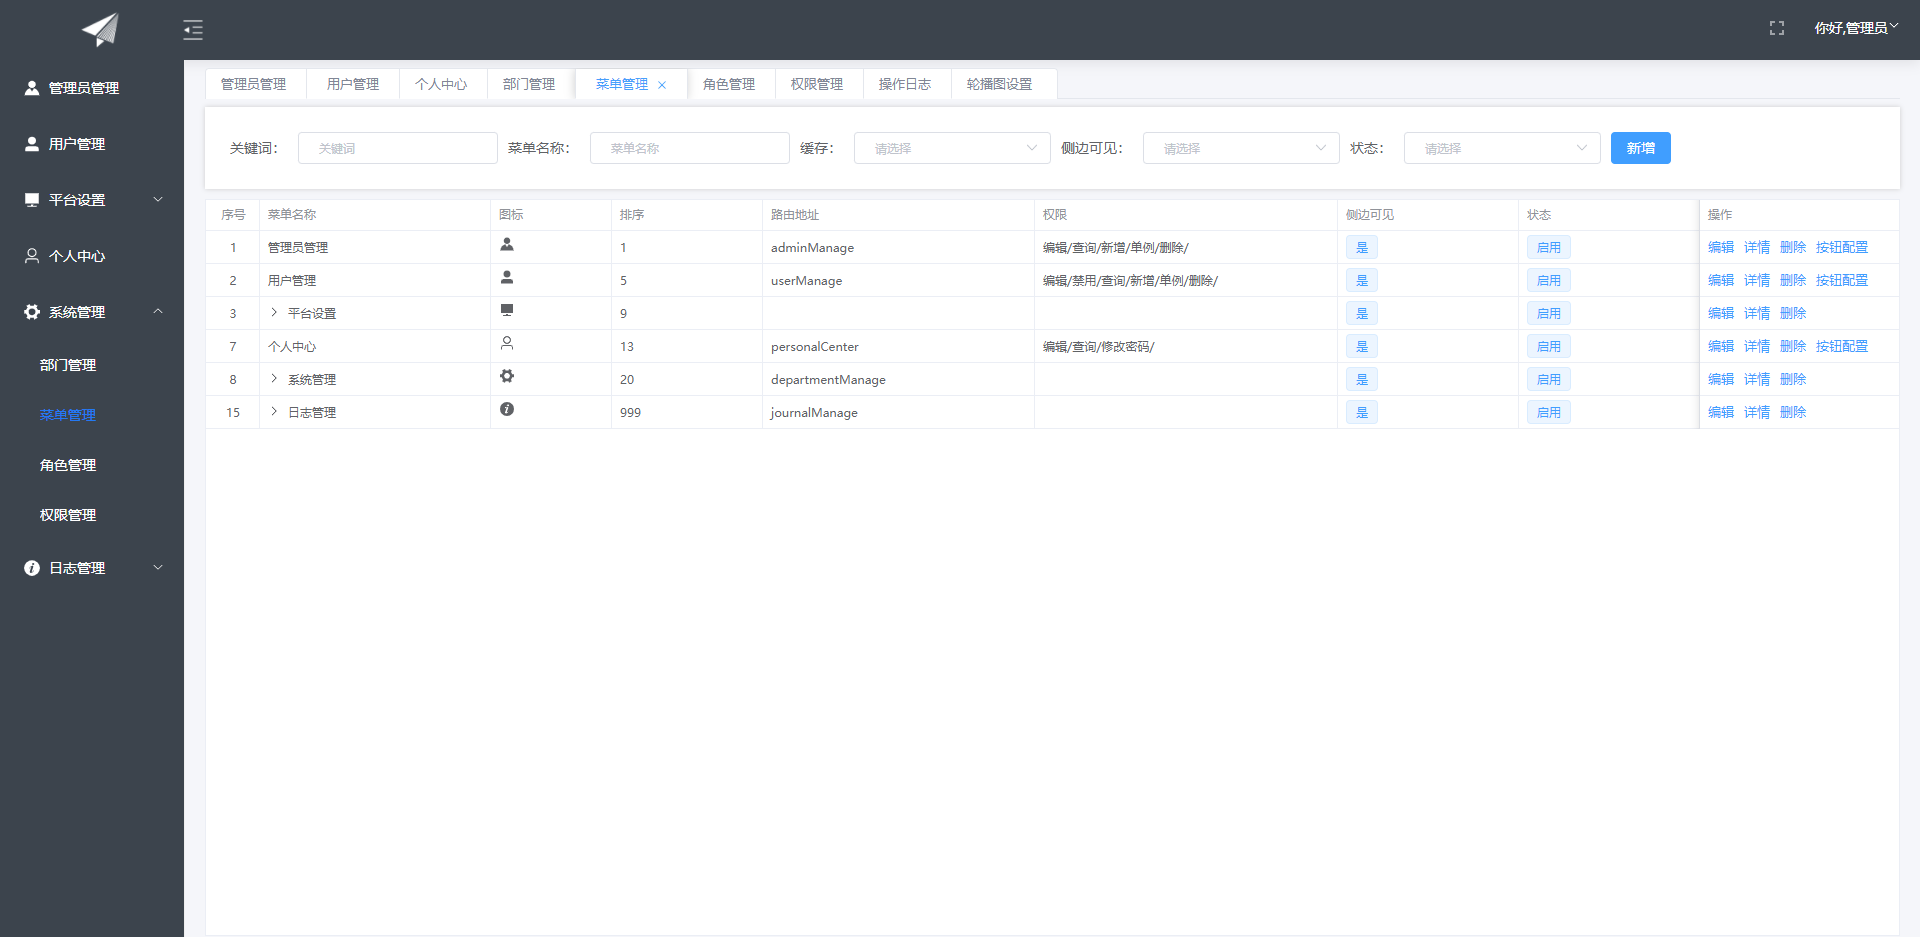 你好,管理员
管理员管理
用户管理
平台设置
个人中心
系统管理
部门管理
菜单管理
角色管理
权限管理
日志管理
管理员管理 用户管理 个人中心 部门管理 菜单管理 角色管理 权限管理 操作日志 轮播图设置
关键词： 关键词 菜单名称： 菜单名称 缓存： 请选择 侧边可见： 请选择 状态： 请选择 新增
序号 菜单名称 图标 排序 路由地址 权限 侧边可见 状态 操作
1 管理员管理 1 adminManage 编辑/查询/新增/单例/删除/ 是 启用 编辑 详情 删除 按钮配置
2 用户管理 5 userManage 编辑/禁用/查询/新增/单例/删除/ 是 启用 编辑 详情 删除 按钮配置
3 平台设置 9 是 启用 编辑 详情 删除
7 个人中心 13 personalCenter 编辑/查询/修改密码/ 是 启用 编辑 详情 删除 按钮配置
8 系统管理 20 departmentManage 是 启用 编辑 详情 删除
15 日志管理 999 journalManage 是 启用 编辑 详情 删除